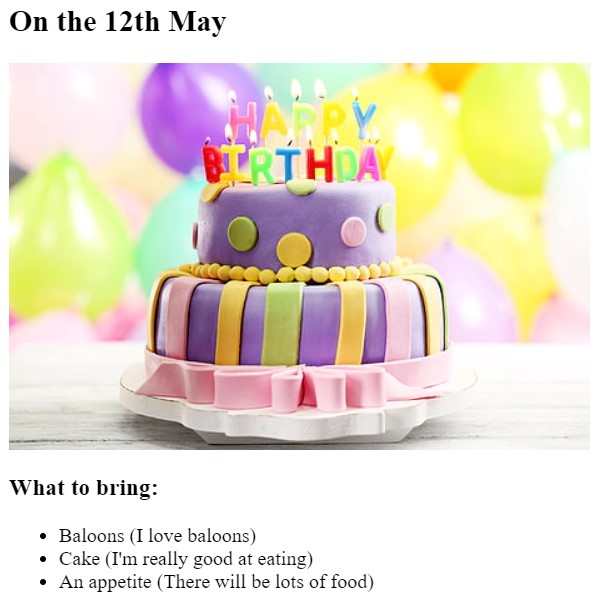 On the 12th May
HAPPY
BIRTHDAY
What to bring:
Baloons (I love baloons)
Cake (I'm really good at eating)
An appetite (There will be lots of food)